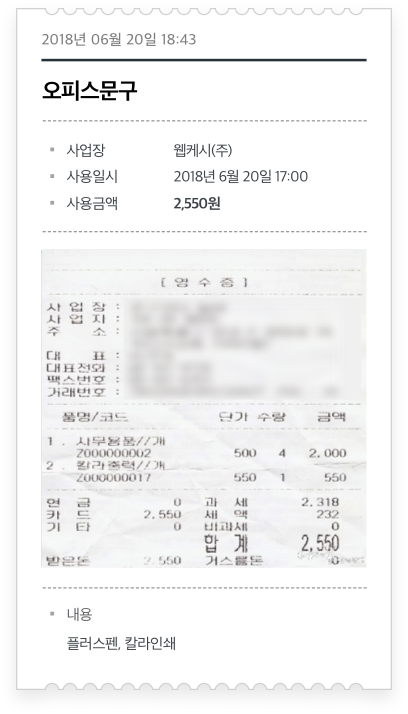 2018년 06월 20일 18:43
오피스문구
사업장 웹케시(주)
사용일시 2018년 6월 20일 17:00
사용금액 2,550원
[ 영 수 증 ]
사 업 장 :
사 업 지 :
주 소 :
대 표 :
대표전화 :
팩스번호 :
거래번호 :
품명/코드 단가 수량 금액
1 . 사무용품//개
Z000000002 500 4 2,000
2 . 칼라출력//개
Z000000017 550 1 550
현 금 0 과 세 2,318
카 드 2,550 세 액 232
기 타 0 비과세 0
합 계 2,550
받은돈 2,550 거스름돈 0
내용
플러스펜, 칼라인쇄